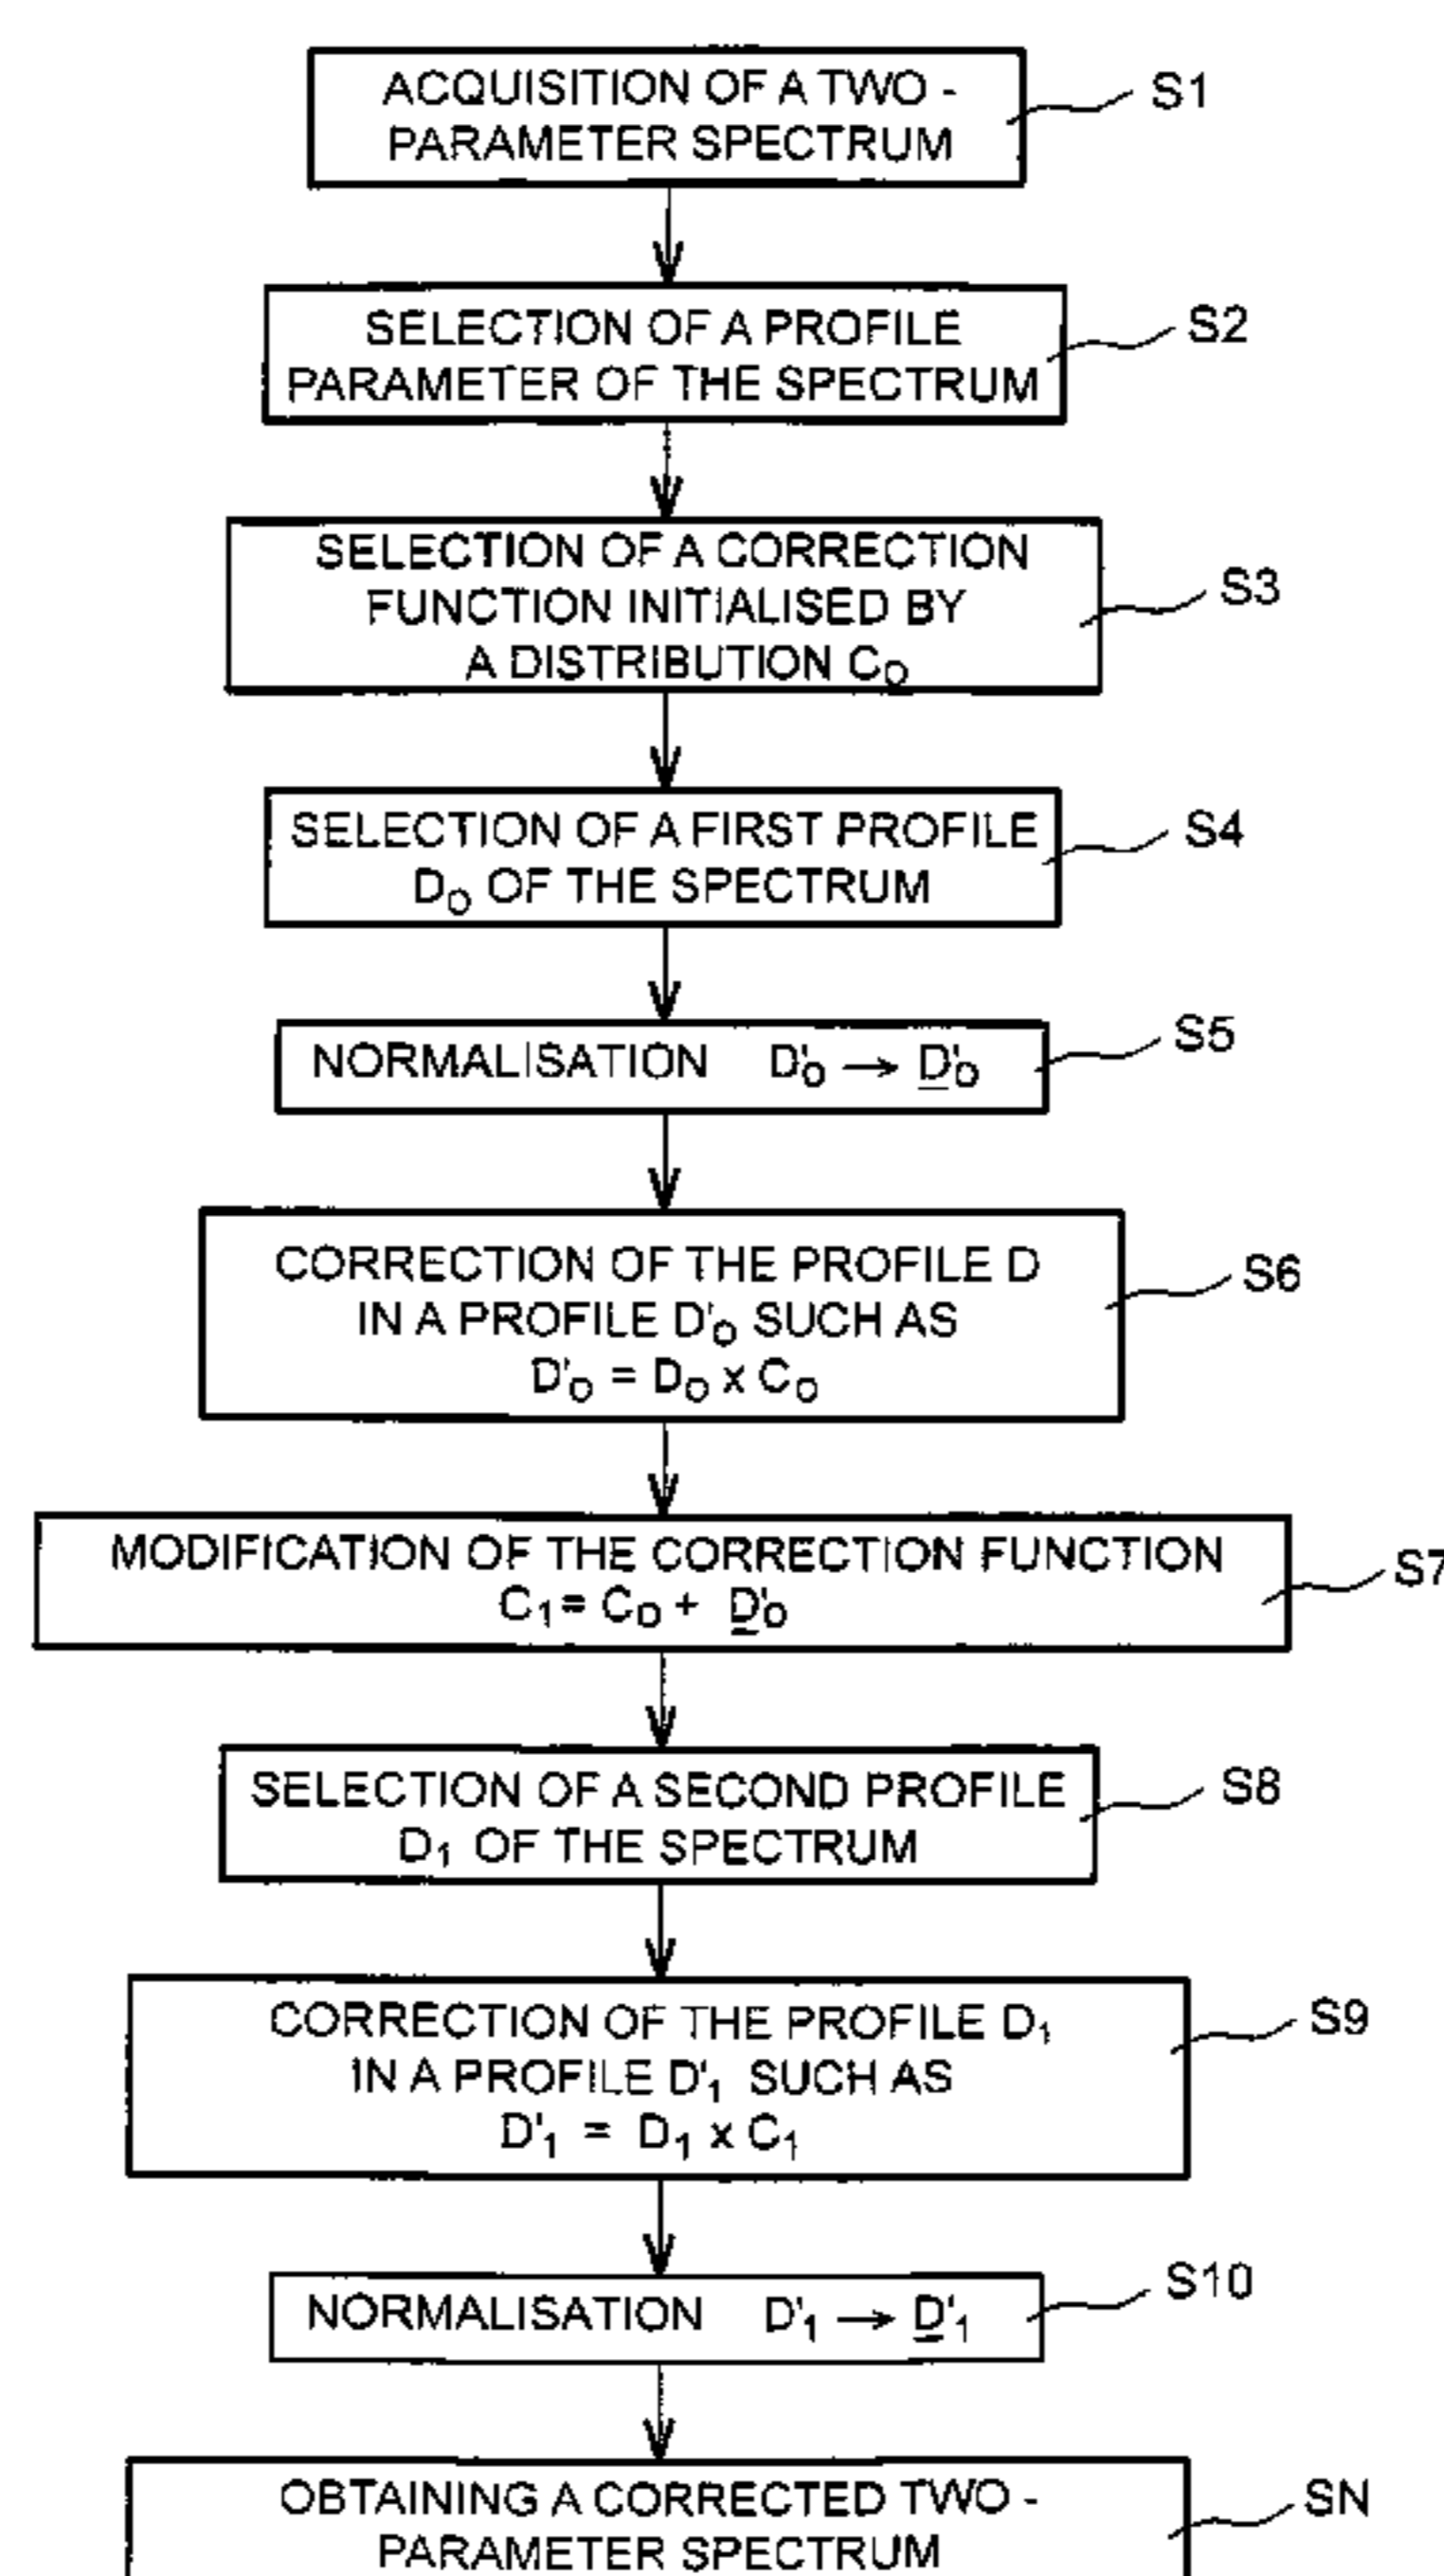 ACQUISITION OF A TWO -
PARAMETER SPECTRUM
S1
SELECTION OF A PROFILE
PARAMETER OF THE SPECTRUM
S2
SELECTION OF A CORRECTION
FUNCTION INITIALISED BY
A DISTRIBUTION C₀
S3
SELECTION OF A FIRST PROFILE
D₀ OF THE SPECTRUM
S4
NORMALISATION D'₀ → D̲'₀
S5
CORRECTION OF THE PROFILE D
IN A PROFILE D'₀ SUCH AS
D'₀ = D₀ x C₀
S6
MODIFICATION OF THE CORRECTION FUNCTION
C₁ = C₀ + D̲'₀
S7
SELECTION OF A SECOND PROFILE
D₁ OF THE SPECTRUM
S8
CORRECTION OF THE PROFILE D₁
IN A PROFILE D'₁ SUCH AS
D'₁ = D₁ x C₁
S9
NORMALISATION D'₁ → D̲'₁
S10
OBTAINING A CORRECTED TWO -
PARAMETER SPECTRUM
SN